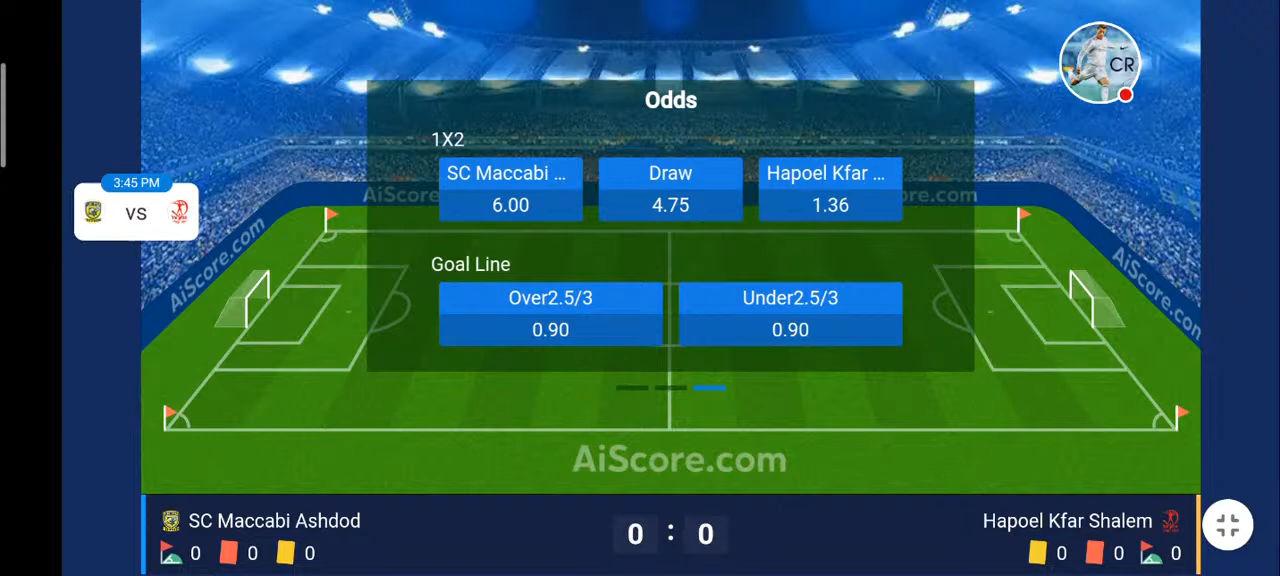 CR
Odds
1X2
SC Maccabi ...
Draw
Hapoel Kfar ...
6.00
4.75
1.36
3:45 PM
VS
AiScore.com
AiScore.com
AiScore.com
Goal Line
Over2.5/3
Under2.5/3
0.90
0.90
AiScore.com
SC Maccabi Ashdod
0 : 0
Hapoel Kfar Shalem
0 0 0
0 0 0